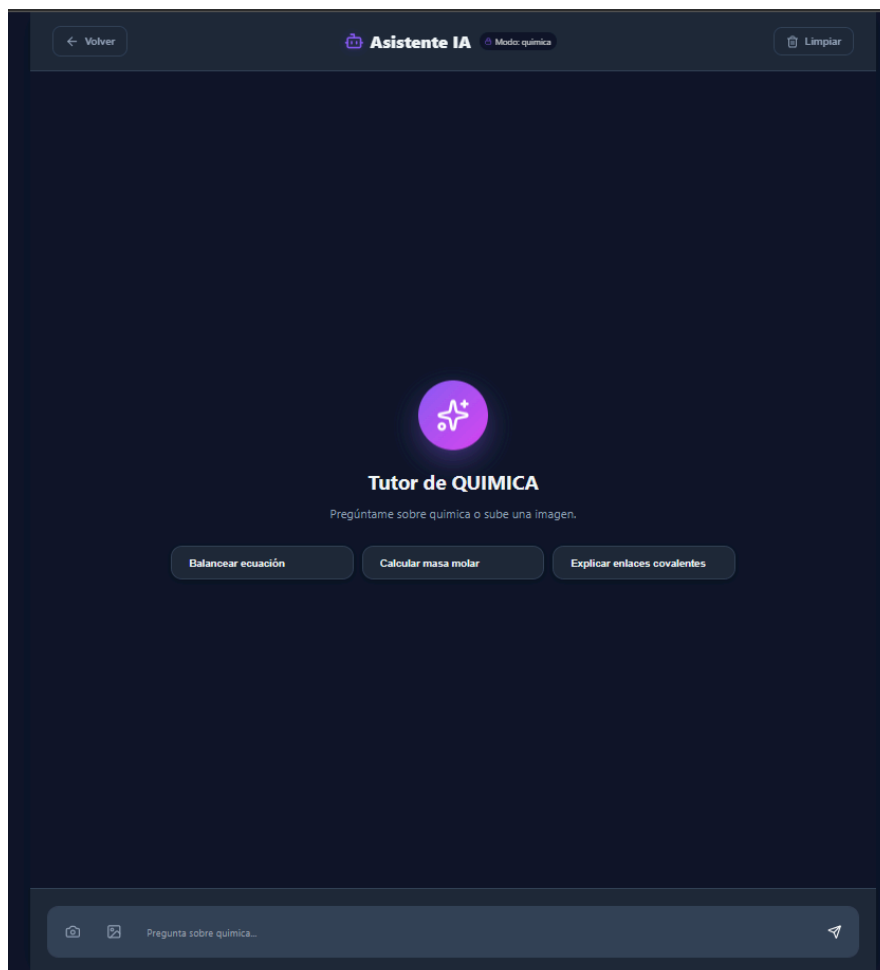 Volver
Asistente IA
Modo: química
Limpiar
Tutor de QUIMICA
Pregúntame sobre quimica o sube una imagen.
Balancear ecuación
Calcular masa molar
Explicar enlaces covalentes
Pregunta sobre quimica...